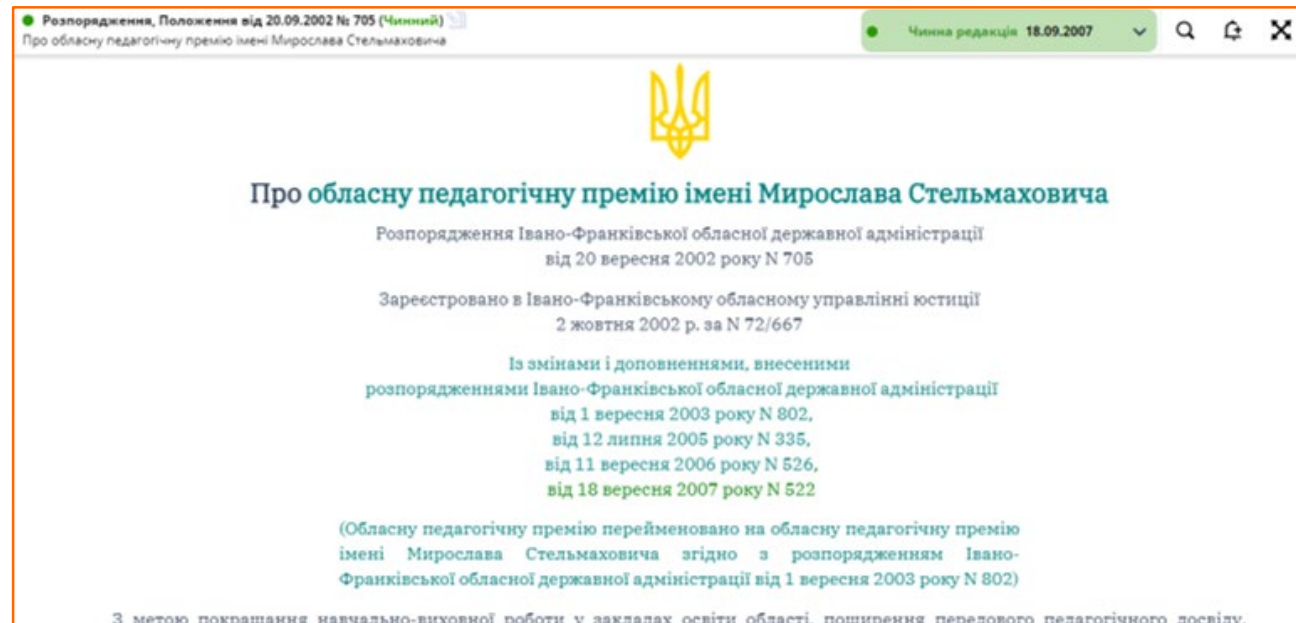 Розпорядження, Положення від 20.09.2002 № 705 (Чинний)
Про обласну педагогічну премію імені Мирослава Стельмаховича
Чинна редакція 18.09.2007
Про обласну педагогічну премію імені Мирослава Стельмаховича
Розпорядження Івано-Франківської обласної державної адміністрації
від 20 вересня 2002 року N 705
Зареєстровано в Івано-Франківському обласному управлінні юстиції
2 жовтня 2002 р. за N 72/667
Із змінами і доповненнями, внесеними
розпорядженнями Івано-Франківської обласної державної адміністрації
від 1 вересня 2003 року N 802,
від 12 липня 2005 року N 335,
від 11 вересня 2006 року N 526,
від 18 вересня 2007 року N 522
(Обласну педагогічну премію перейменовано на обласну педагогічну премію
імені Мирослава Стельмаховича згідно з розпорядженням Івано-
Франківської обласної державної адміністрації від 1 вересня 2003 року N 802)
З метою покращання навчально-виховної роботи у закладах освіти області, поширення передового педагогічного досвіду,